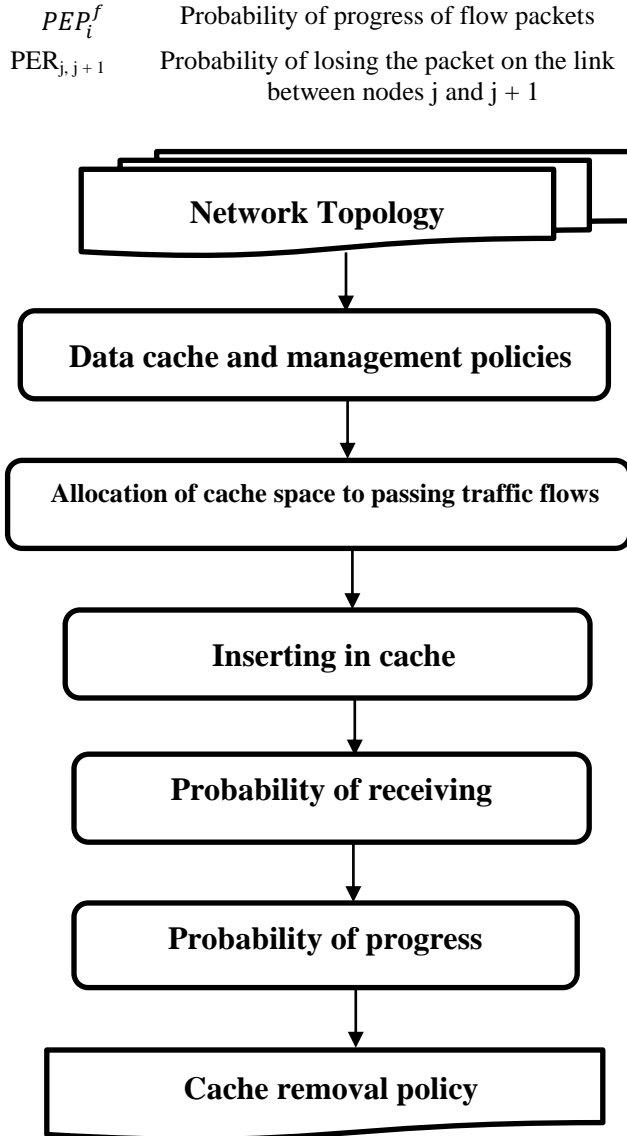 PEP_i^f Probability of progress of flow packets
PER_{j, j + 1} Probability of losing the packet on the link
between nodes j and j + 1
Network Topology
Data cache and management policies
Allocation of cache space to passing traffic flows
Inserting in cache
Probability of receiving
Probability of progress
Cache removal policy